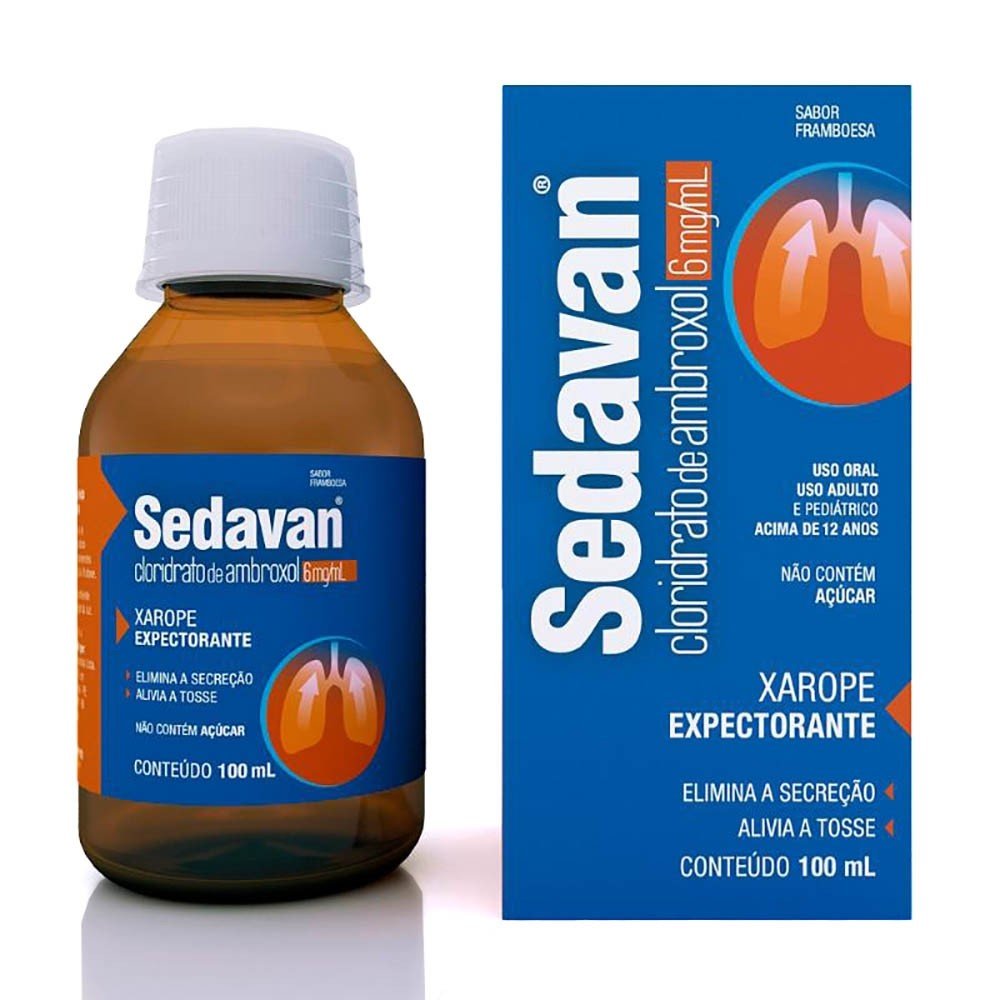 SABOR
FRAMBOESA
Sedavan®
cloridrato de ambroxol 6 mg/mL
XAROPE
EXPECTORANTE
ELIMINA A SECREÇÃO
ALIVIA A TOSSE
NÃO CONTÉM AÇÚCAR
CONTEÚDO 100 mL
SABOR
FRAMBOESA
Sedavan®
cloridrato de ambroxol 6 mg/mL
USO ORAL
USO ADULTO
E PEDIÁTRICO
ACIMA DE 12 ANOS
NÃO CONTÉM
AÇÚCAR
XAROPE
EXPECTORANTE
ELIMINA A SECREÇÃO
ALIVIA A TOSSE
CONTEÚDO 100 mL